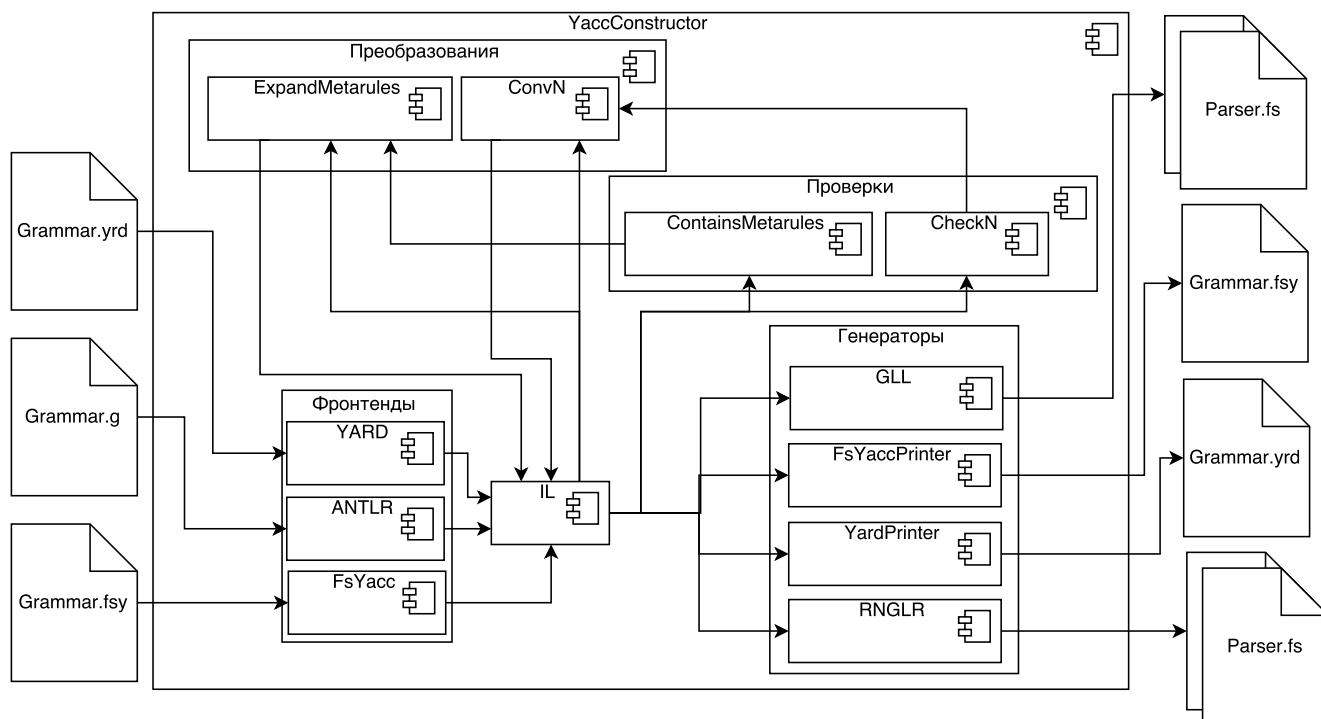 YaccConstructor
Преобразования
ExpandMetarules
ConvN
Проверки
ContainsMetarules
CheckN
Grammar.yrd
Grammar.g
Grammar.fsy
Фронтенды
YARD
ANTLR
FsYacc
IL
Генераторы
GLL
FsYaccPrinter
YardPrinter
RNGLR
Parser.fs
Grammar.fsy
Grammar.yrd
Parser.fs